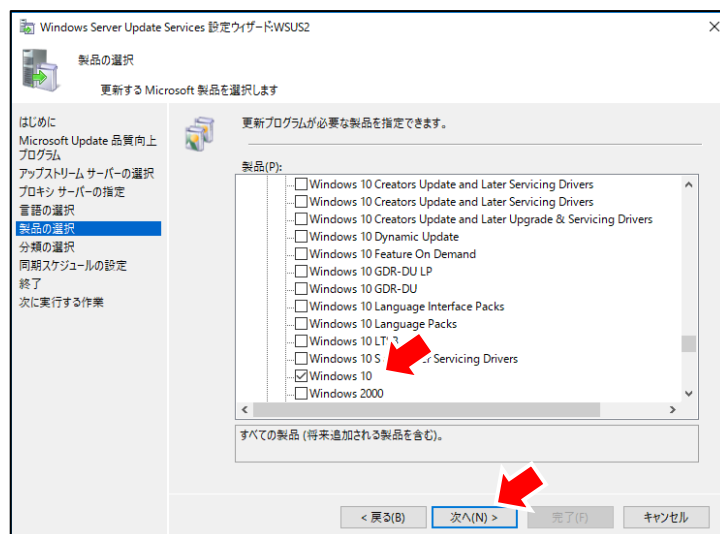 Windows Server Update Services 設定ウィザード:WSUS2
製品の選択
更新する Microsoft 製品を選択します
はじめに
Microsoft Update 品質向上
プログラム
アップストリーム サーバーの選択
プロキシ サーバーの指定
言語の選択
製品の選択
分類の選択
同期スケジュールの設定
終了
次に実行する作業
更新プログラムが必要な製品を指定できます。
製品(P):
Windows 10 Creators Update and Later Servicing Drivers
Windows 10 Creators Update and Later Servicing Drivers
Windows 10 Creators Update and Later Upgrade & Servicing Drivers
Windows 10 Dynamic Update
Windows 10 Feature On Demand
Windows 10 GDR-DU LP
Windows 10 GDR-DU
Windows 10 Language Interface Packs
Windows 10 Language Packs
Windows 10
Windows 10 Servicing Drivers
Windows 10
Windows 2000
すべての製品 (将来追加される製品を含む)。
< 戻る(B)
次へ(N) >
完了(F)
キャンセル